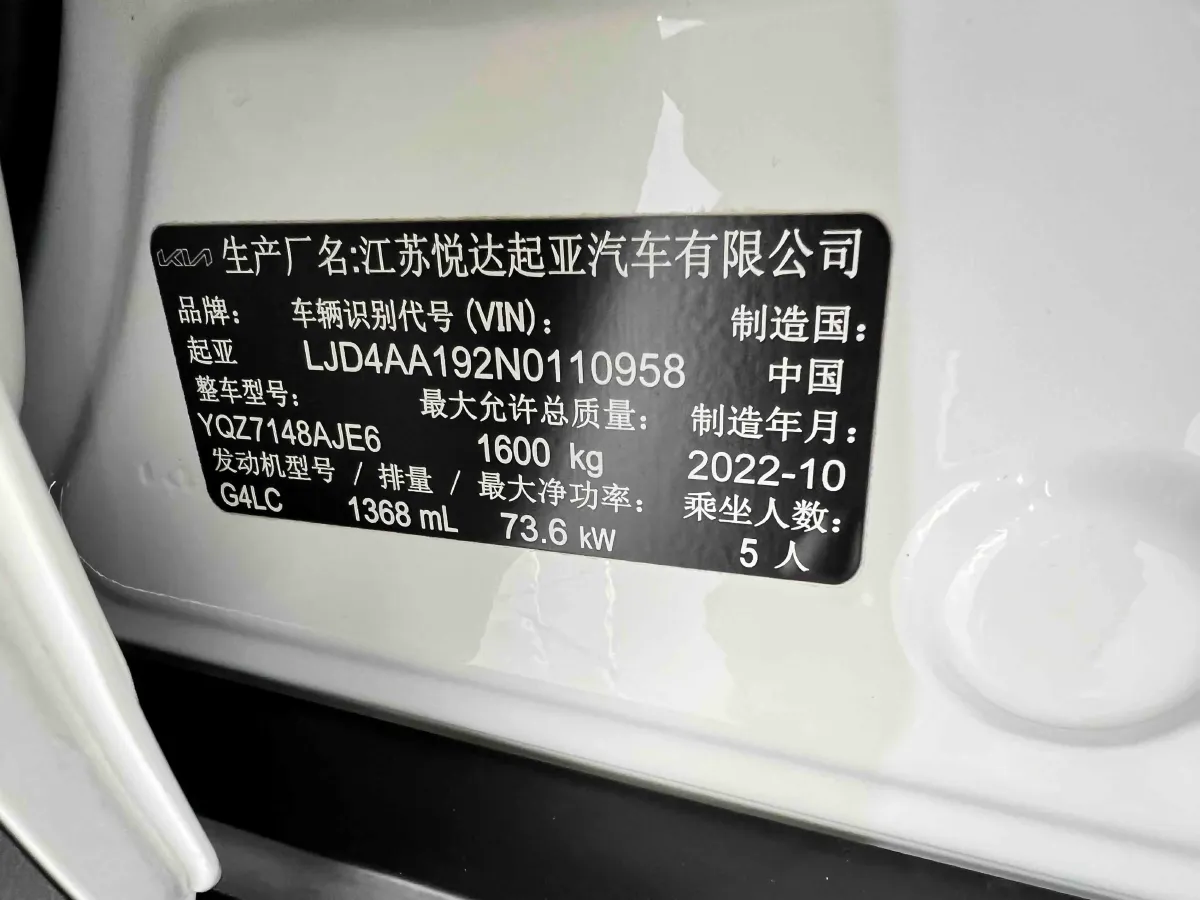 KIA 生产厂名:江苏悦达起亚汽车有限公司
品牌: 车辆识别代号 (VIN): 制造国:
起亚 LJD4AA192N0110958 中国
整车型号: 最大允许总质量: 制造年月:
YQZ7148AJE6 1600 kg 2022-10
发动机型号 / 排量 / 最大净功率: 乘坐人数:
G4LC 1368 mL 73.6 kW 5 人